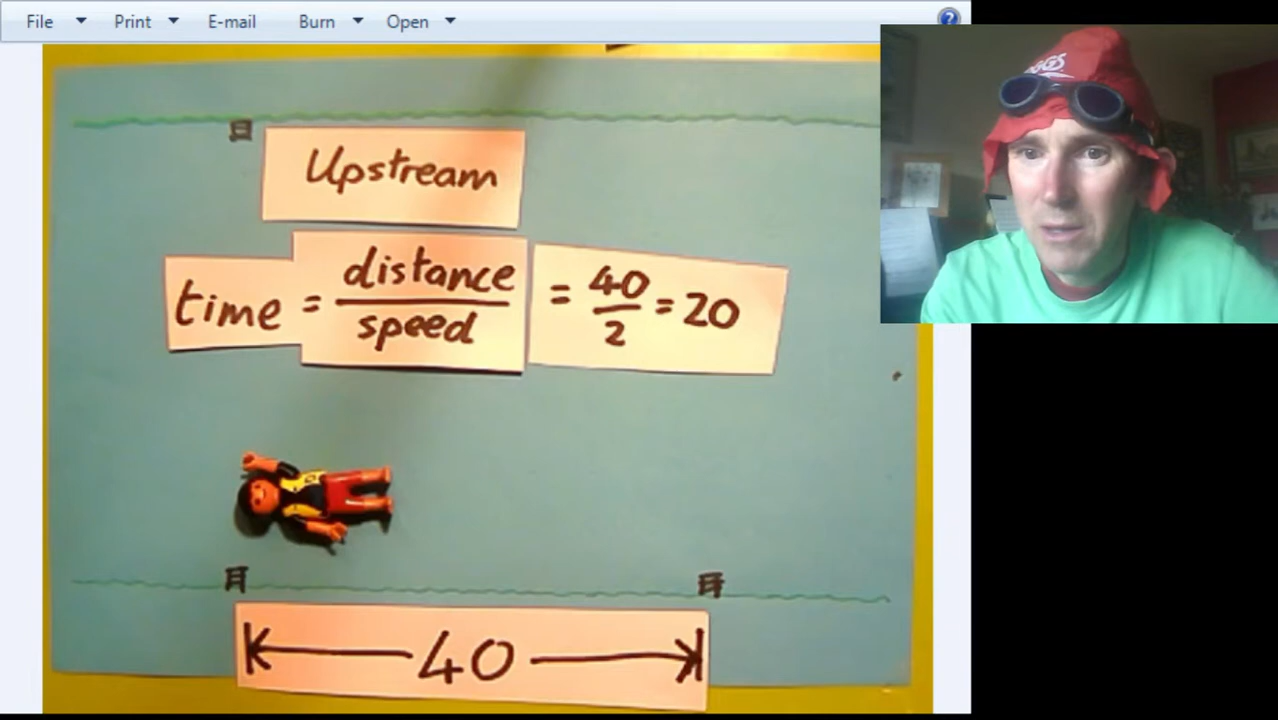 File Print E-mail Burn Open
Upstream
time = distance/speed = 40/2 = 20
40